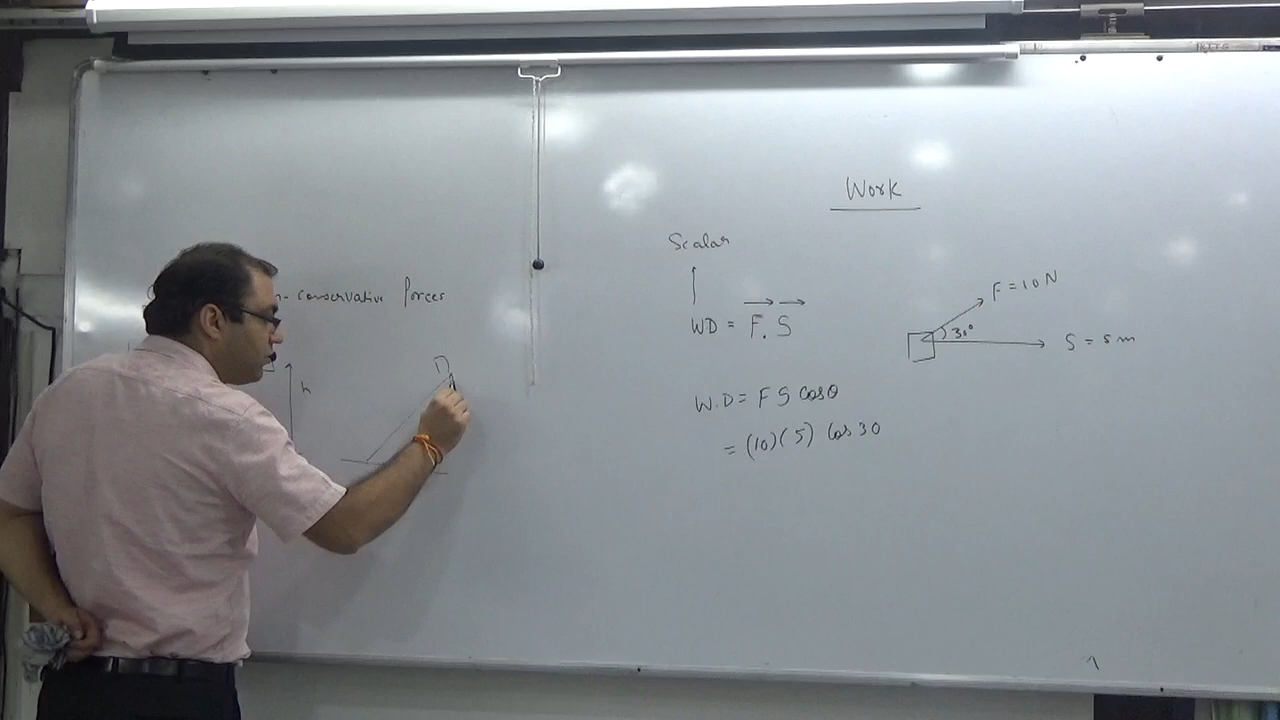 Work
Scalar
WD = F. S
F = 10 N
30°
S = 5 m
W.D = F S cosθ
= (10)(5) cos 30
conservative forces
h